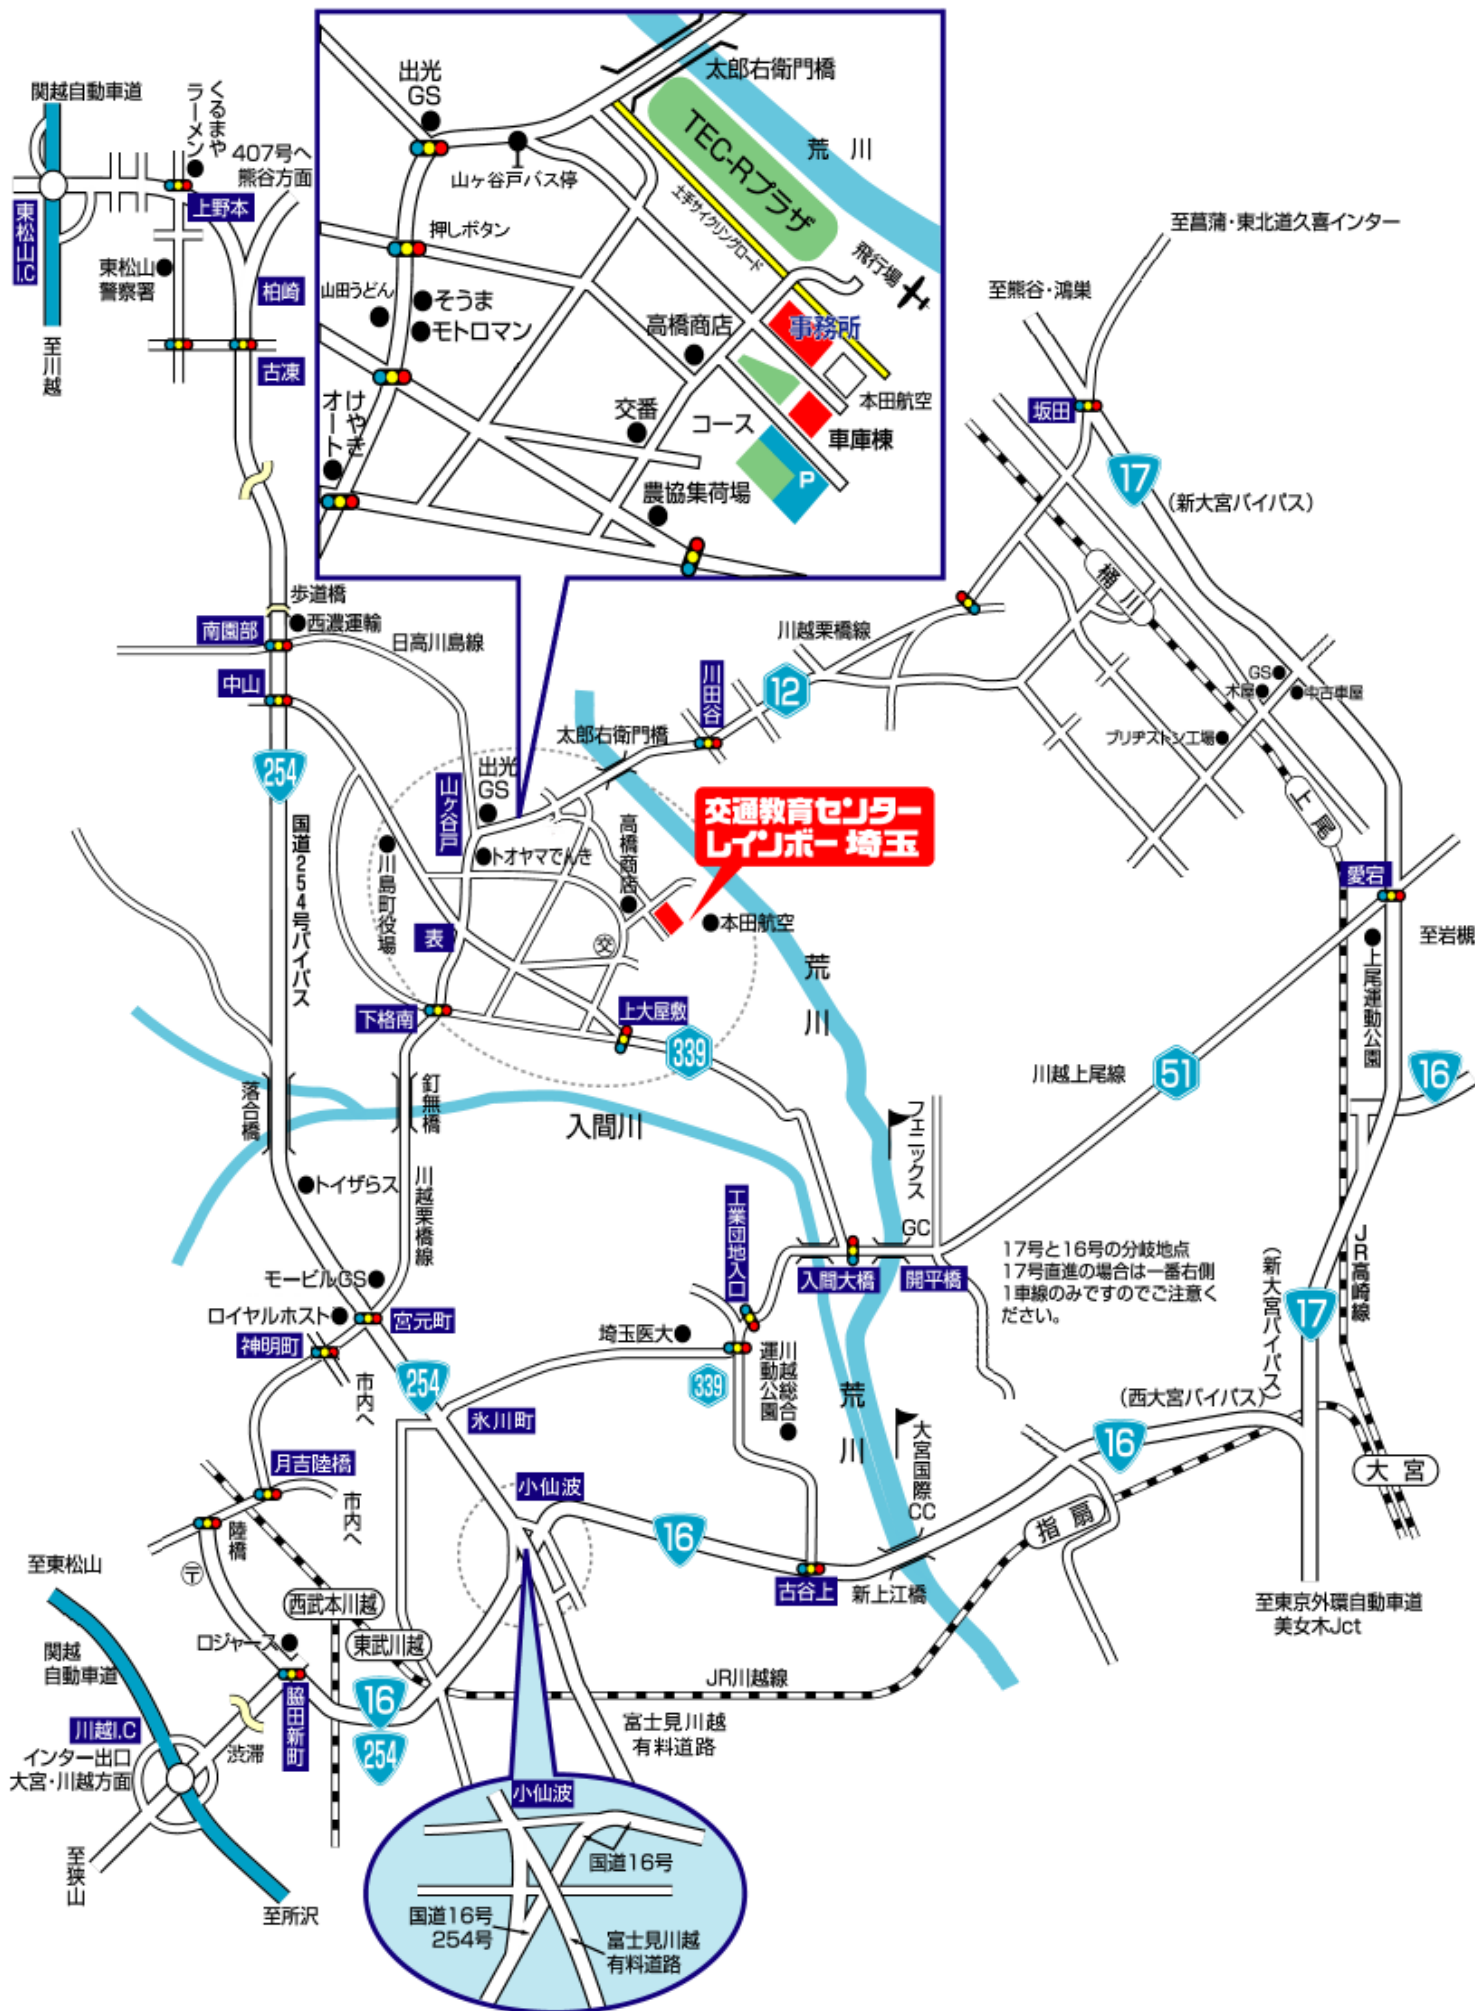 関越自動車道
くるまや
ラーメン
407号へ
熊谷方面
上野本
東松山I.C
東松山
警察署
柏崎
至川越
古凍
出光
GS
太郎右衛門橋
荒川
TEC-Rプラザ
山ヶ谷戸バス停
土手サイクリングロード
押しボタン
飛行場
山田うどん
そうま
モトロマン
高橋商店
事務所
本田航空
けやき
オート
交番
コース
車庫棟
P
農協集荷場
至菖蒲・東北道久喜インター
至熊谷・鴻巣
坂田
17
(新大宮バイパス)
桶川
歩道橋
西濃運輸
南園部
日高川島線
中山
254
川越栗橋線
川田谷
12
GS
木屋
中古車屋
ブリヂストン工場
上尾
太郎右衛門橋
出光
GS
山ヶ谷戸
交通教育センター
レインボー 埼玉
国道254号バイパス
トオヤマでんき
高橋商店
川島町役場
本田航空
表
交
荒川
愛宕
至岩槻
上尾運動公園
下格南
上大屋敷
339
川越上尾線
51
16
落合橋
釘無橋
入間川
フェニックス
GC
トイザらス
川越栗橋線
工業団地入口
入間大橋
開平橋
17号と16号の分岐地点
17号直進の場合は一番右側
1車線のみですのでご注意く
ださい。
JR高崎線
(新大宮バイパス)
17
モービルGS
ロイヤルホスト
宮元町
神明町
市内へ
254
埼玉医大
339
川越総合
運動公園
荒川
氷川町
大宮国際
CC
(西大宮バイパス)
16
大宮
月吉陸橋
市内へ
陸橋
小仙波
16
指扇
〒
古谷上
新上江橋
至東松山
西武本川越
東武川越
ロジャース
関越
自動車道
JR川越線
至東京外環自動車道
美女木Jct
川越I.C
インター出口
大宮・川越方面
渋滞
脇田新町
16
254
富士見川越
有料道路
至狭山
至所沢
小仙波
国道16号
国道16号
254号
富士見川越
有料道路